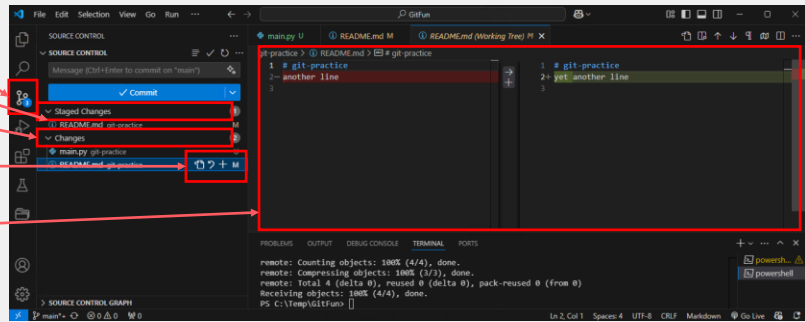 File Edit Selection View Go Run ... GitFun
SOURCE CONTROL ...
SOURCE CONTROL
Message (Ctrl+Enter to commit on "main")
Commit
Staged Changes 1
README.md git-practice M
Changes 2
main.py git-practice
README.md git-practice M
SOURCE CONTROL GRAPH
main.py U README.md M README.md (Working Tree) M
git-practice > README.md > # git-practice
1 # git-practice
2- another line
3
1 # git-practice
2+ yet another line
3
PROBLEMS OUTPUT DEBUG CONSOLE TERMINAL PORTS
remote: Counting objects: 100% (4/4), done.
remote: Compressing objects: 100% (3/3), done.
remote: Total 4 (delta 0), reused 0 (delta 0), pack-reused 0 (from 0)
Receiving objects: 100% (4/4), done.
PS C:\Temp\GitFun>
powersh...
powershell
main*+ 0 0 0 Ln 2, Col 1 Spaces: 4 UTF-8 CRLF Markdown Go Live